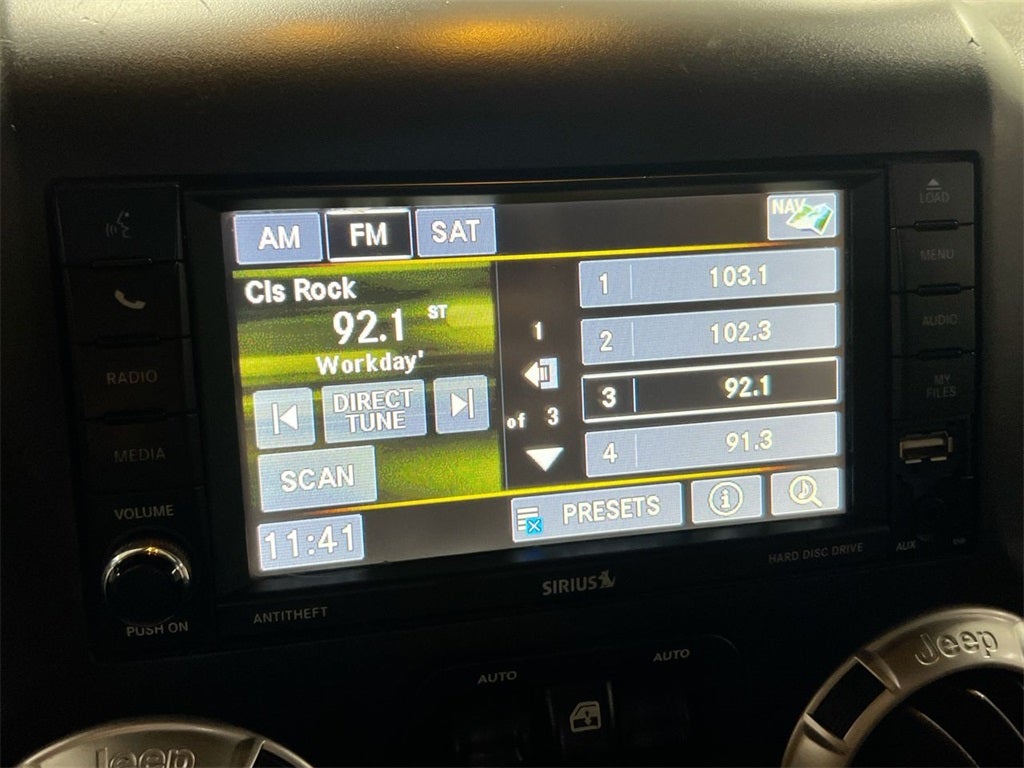 AM
FM
SAT
NAV
Cls Rock
92.1 ST
Workday'
DIRECT
TUNE
SCAN
11:41
1
of 3
1 103.1
2 102.3
3 92.1
4 91.3
PRESETS
i
RADIO
MEDIA
VOLUME
PUSH ON
ANTITHEFT
SIRIUS
HARD DISC DRIVE
LOAD
MENU
AUDIO
MY
FILES
AUX
AUTO
AUTO
Jeep
Jeep